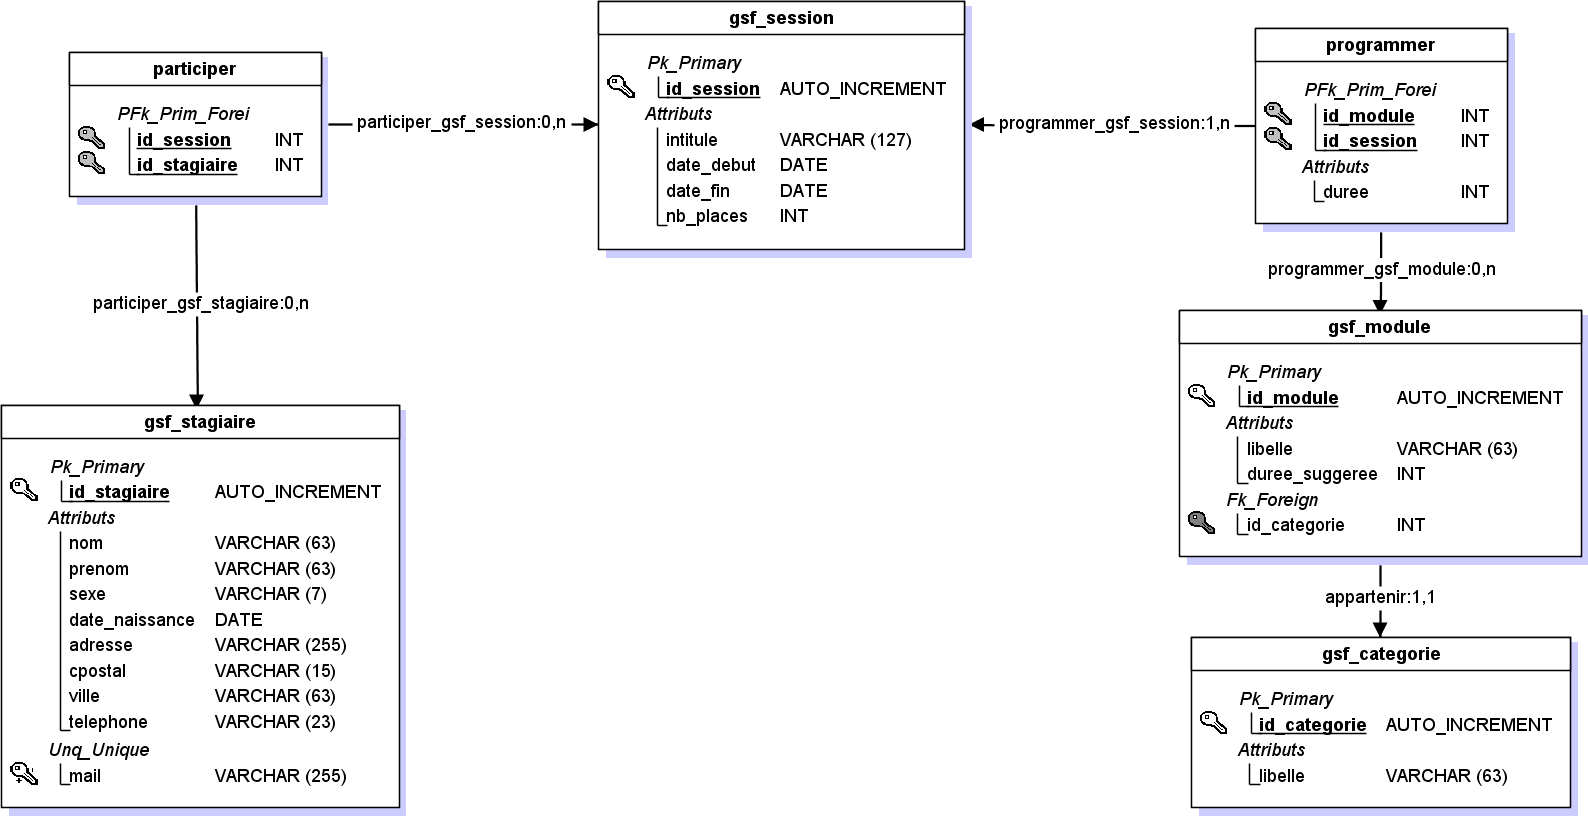 participer
PFk_Prim_Forei
id_session INT
id_stagiaire INT
participer_gsf_session:0,n
gsf_session
Pk_Primary
id_session AUTO_INCREMENT
Attributs
intitule VARCHAR (127)
date_debut DATE
date_fin DATE
nb_places INT
programmer_gsf_session:1,n
programmer
PFk_Prim_Forei
id_module INT
id_session INT
Attributs
duree INT
participer_gsf_stagiaire:0,n
programmer_gsf_module:0,n
gsf_stagiaire
Pk_Primary
id_stagiaire AUTO_INCREMENT
Attributs
nom VARCHAR (63)
prenom VARCHAR (63)
sexe VARCHAR (7)
date_naissance DATE
adresse VARCHAR (255)
cpostal VARCHAR (15)
ville VARCHAR (63)
telephone VARCHAR (23)
Unq_Unique
mail VARCHAR (255)
gsf_module
Pk_Primary
id_module AUTO_INCREMENT
Attributs
libelle VARCHAR (63)
duree_suggeree INT
Fk_Foreign
id_categorie INT
appartenir:1,1
gsf_categorie
Pk_Primary
id_categorie AUTO_INCREMENT
Attributs
libelle VARCHAR (63)